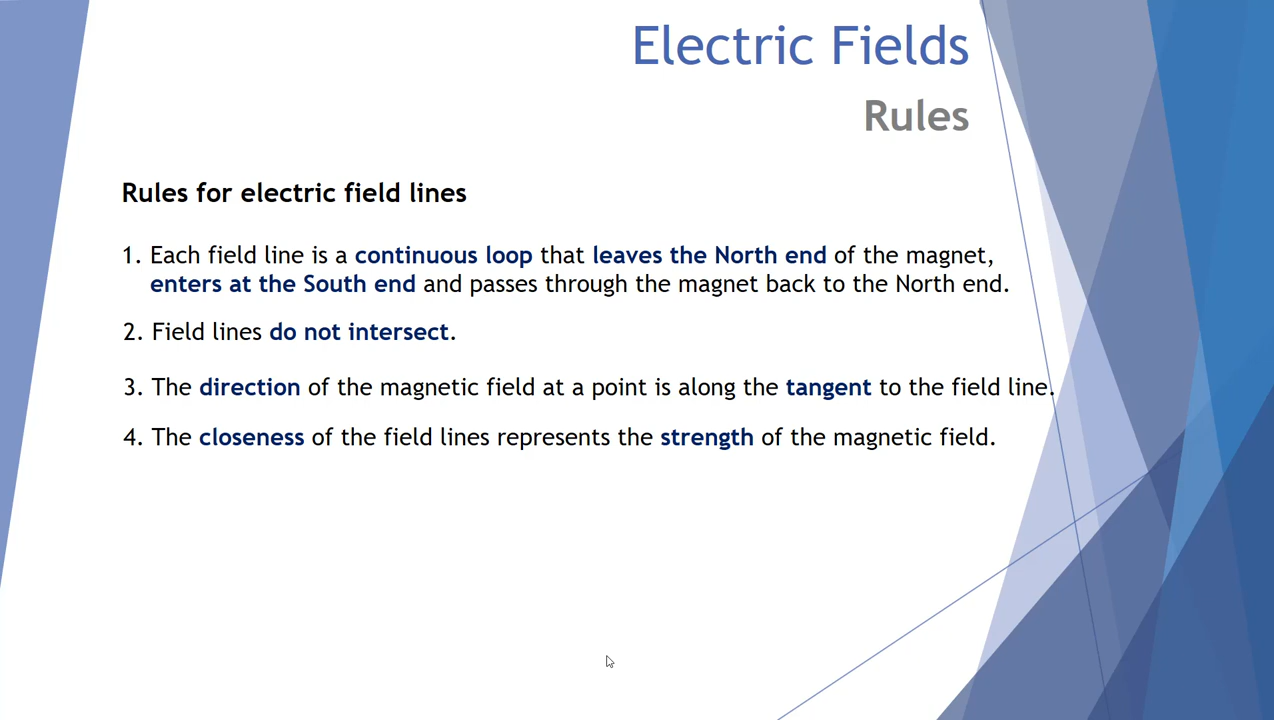 Electric Fields
Rules
Rules for electric field lines
1. Each field line is a continuous loop that leaves the North end of the magnet,
enters at the South end and passes through the magnet back to the North end.
2. Field lines do not intersect.
3. The direction of the magnetic field at a point is along the tangent to the field line.
4. The closeness of the field lines represents the strength of the magnetic field.